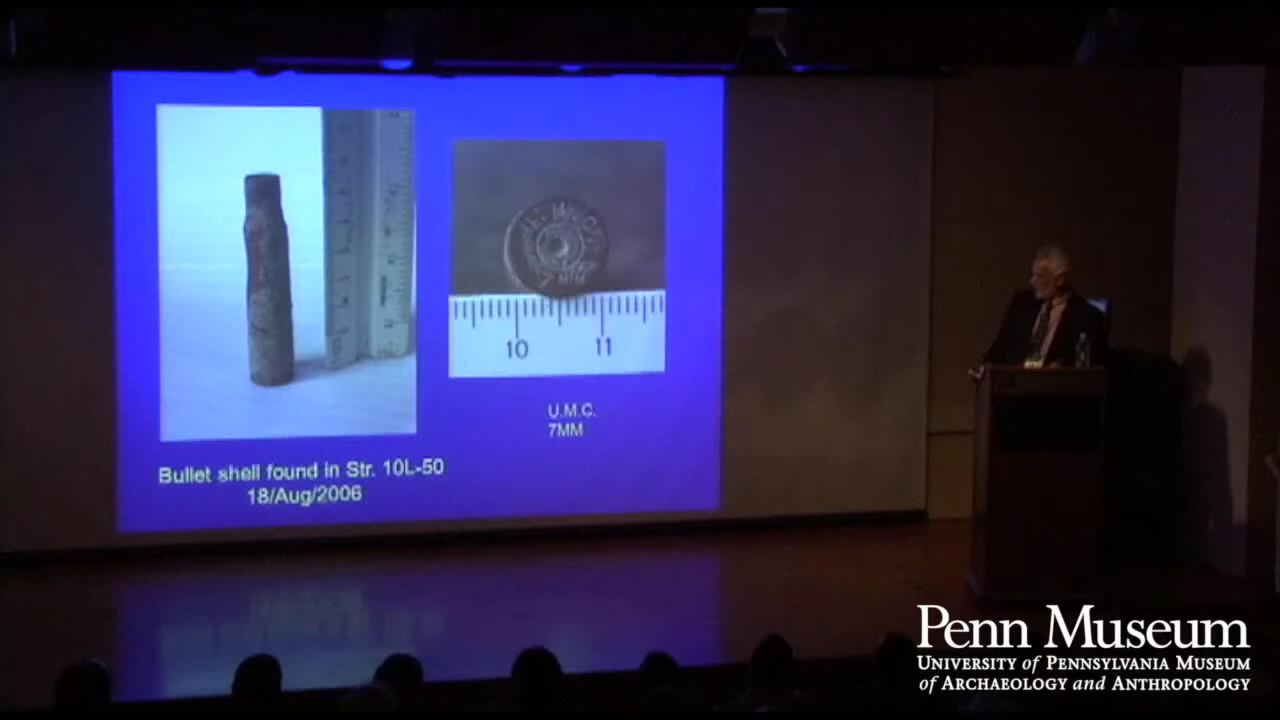 U.M.C.
7MM
10 11
U.M.C.
7MM
Bullet shell found in Str. 10L-50
18/Aug/2006
Penn Museum
UNIVERSITY of PENNSYLVANIA MUSEUM
of ARCHAEOLOGY and ANTHROPOLOGY